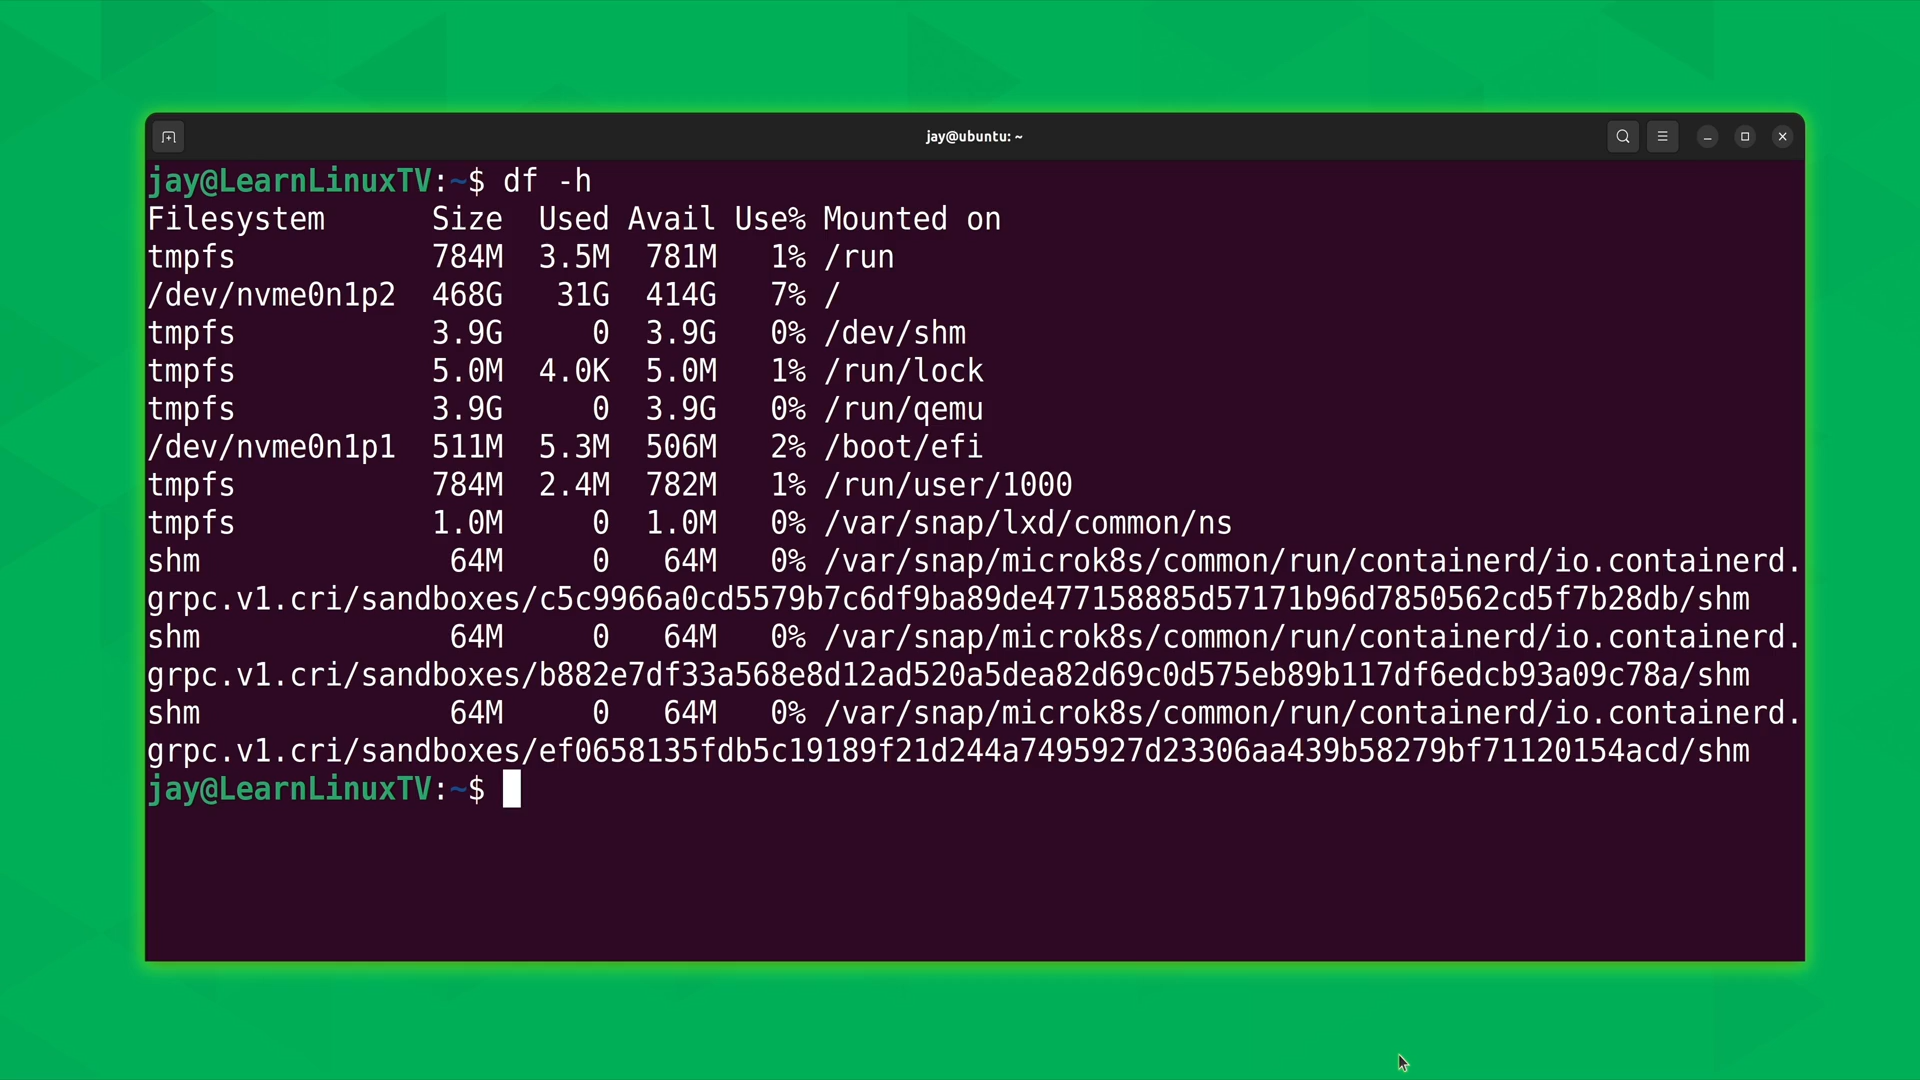 jay@ubuntu: ~
jay@LearnLinuxTV:~$ df -h
Filesystem      Size  Used Avail Use% Mounted on
tmpfs           784M  3.5M  781M   1% /run
/dev/nvme0n1p2  468G   31G  414G   7% /
tmpfs           3.9G     0  3.9G   0% /dev/shm
tmpfs           5.0M  4.0K  5.0M   1% /run/lock
tmpfs           3.9G     0  3.9G   0% /run/qemu
/dev/nvme0n1p1  511M  5.3M  506M   2% /boot/efi
tmpfs           784M  2.4M  782M   1% /run/user/1000
tmpfs           1.0M     0  1.0M   0% /var/snap/lxd/common/ns
shm              64M     0   64M   0% /var/snap/microk8s/common/run/containerd/io.containerd.
grpc.v1.cri/sandboxes/c5c9966a0cd5579b7c6df9ba89de477158885d57171b96d7850562cd5f7b28db/shm
shm              64M     0   64M   0% /var/snap/microk8s/common/run/containerd/io.containerd.
grpc.v1.cri/sandboxes/b882e7df33a568e8d12ad520a5dea82d69c0d575eb89b117df6edcb93a09c78a/shm
shm              64M     0   64M   0% /var/snap/microk8s/common/run/containerd/io.containerd.
grpc.v1.cri/sandboxes/ef0658135fdb5c19189f21d244a7495927d23306aa439b58279bf71120154acd/shm
jay@LearnLinuxTV:~$